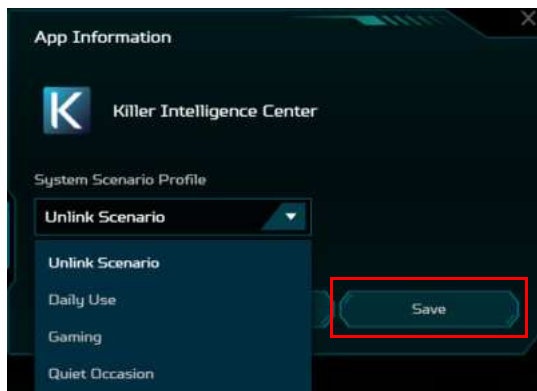 App Information
K
Killer Intelligence Center
System Scenario Profile
Unlink Scenario
Unlink Scenario
Daily Use
Gaming
Quiet Occasion
Save